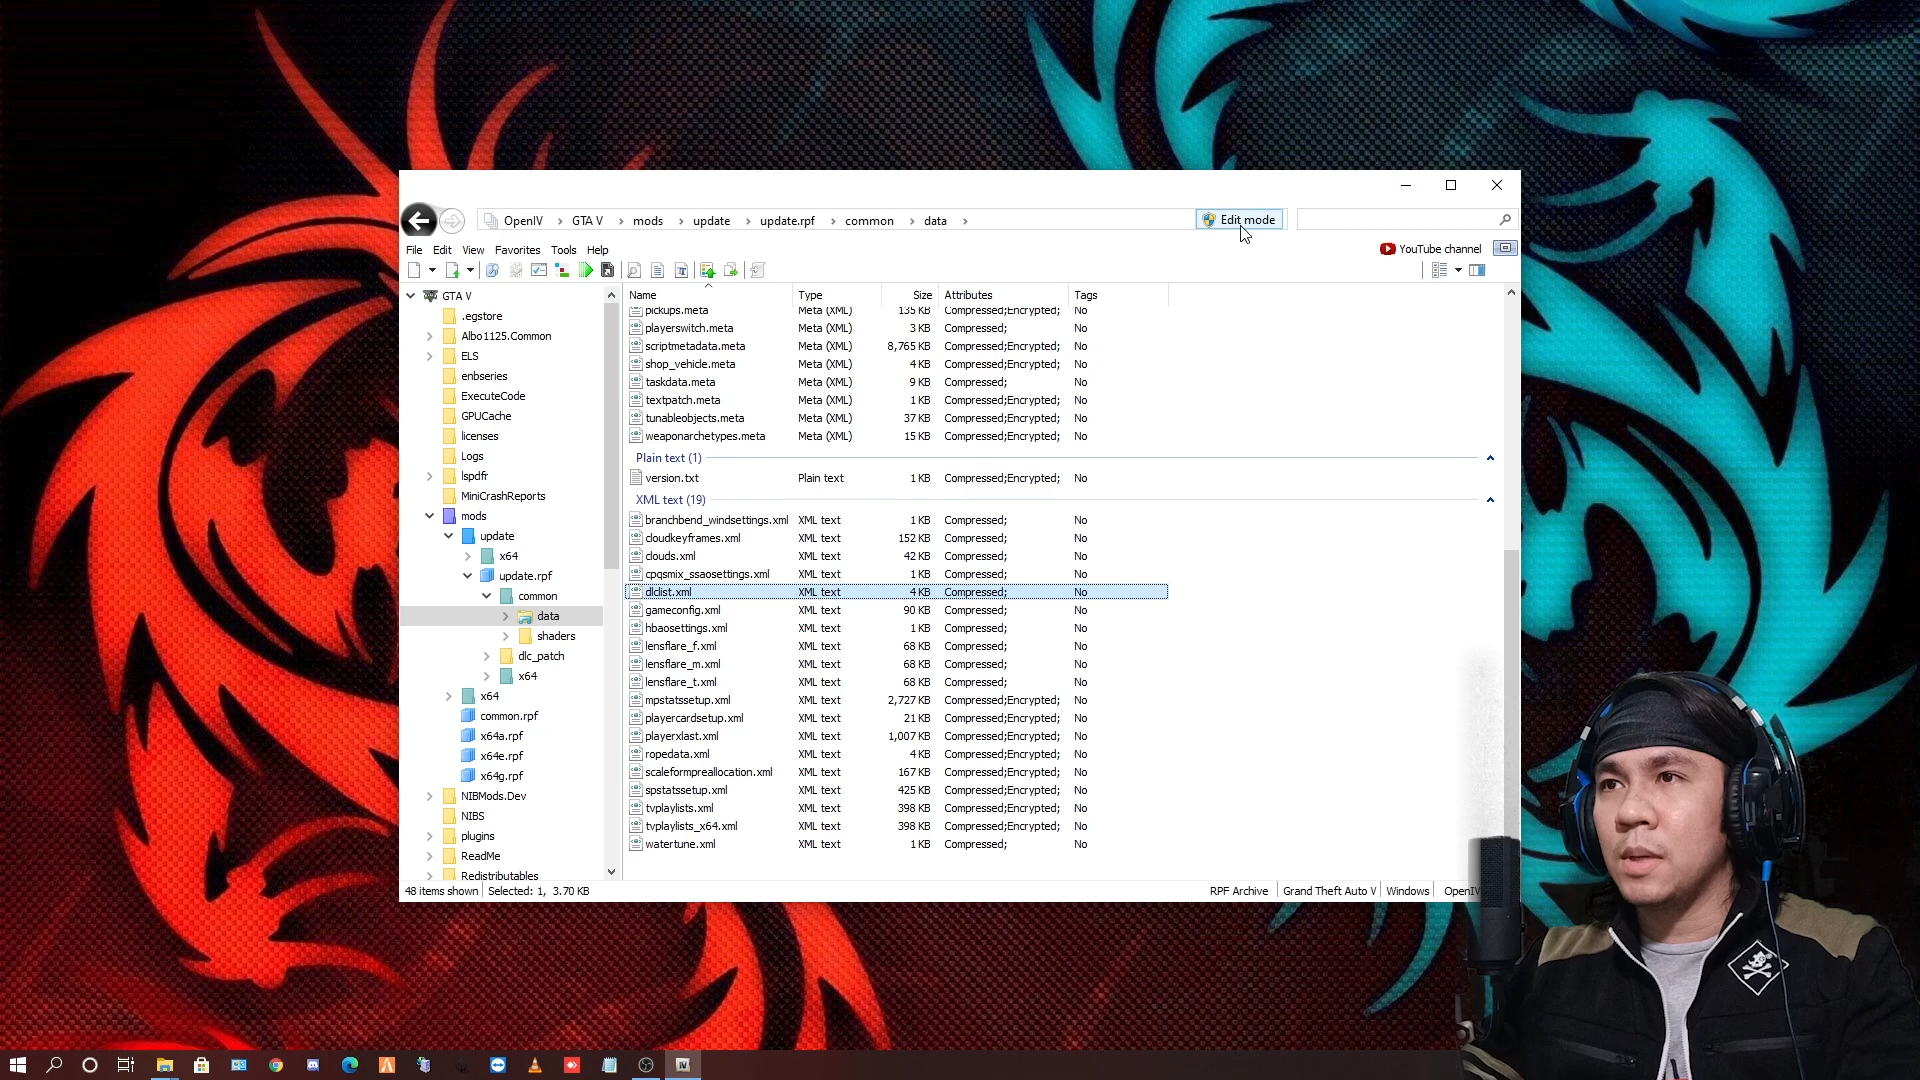 OpenIV GTA V mods update update.rpf common data Edit mode
File Edit View Favorites Tools Help YouTube channel
GTA V
.egstore
Albo1125.Common
ELS
enbseries
ExecuteCode
GPUCache
licenses
Logs
lspdfr
MiniCrashReports
mods
update
x64
update.rpf
common
data
shaders
dlc_patch
x64
x64
common.rpf
x64a.rpf
x64e.rpf
x64g.rpf
NIBMods.Dev
NIBS
plugins
ReadMe
Redistributables
Name Type Size Attributes Tags
pickups.meta Meta (XML) 135 KB Compressed;Encrypted; No
playerswitch.meta Meta (XML) 3 KB Compressed; No
scriptmetadata.meta Meta (XML) 8,765 KB Compressed;Encrypted; No
shop_vehicle.meta Meta (XML) 4 KB Compressed;Encrypted; No
taskdata.meta Meta (XML) 9 KB Compressed; No
textpatch.meta Meta (XML) 1 KB Compressed;Encrypted; No
tunableobjects.meta Meta (XML) 37 KB Compressed;Encrypted; No
weaponarchetypes.meta Meta (XML) 15 KB Compressed;Encrypted; No
Plain text (1)
version.txt Plain text 1 KB Compressed;Encrypted; No
XML text (19)
branchbend_windsettings.xml XML text 1 KB Compressed; No
cloudkeyframes.xml XML text 152 KB Compressed; No
clouds.xml XML text 42 KB Compressed; No
cpqsmix_ssaosettings.xml XML text 1 KB Compressed; No
dlclist.xml XML text 4 KB Compressed; No
gameconfig.xml XML text 90 KB Compressed; No
hbaosettings.xml XML text 1 KB Compressed; No
lensflare_f.xml XML text 68 KB Compressed; No
lensflare_m.xml XML text 68 KB Compressed; No
lensflare_t.xml XML text 68 KB Compressed; No
mpstatssetup.xml XML text 2,727 KB Compressed;Encrypted; No
playercardsetup.xml XML text 21 KB Compressed;Encrypted; No
playerxlast.xml XML text 1,007 KB Compressed;Encrypted; No
ropedata.xml XML text 4 KB Compressed;Encrypted; No
scaleformpreallocation.xml XML text 167 KB Compressed;Encrypted; No
spstatssetup.xml XML text 425 KB Compressed;Encrypted; No
tvplaylists.xml XML text 398 KB Compressed;Encrypted; No
tvplaylists_x64.xml XML text 398 KB Compressed;Encrypted; No
watertune.xml XML text 1 KB Compressed; No
48 items shown Selected: 1, 3.70 KB RPF Archive Grand Theft Auto V Windows OpenIV